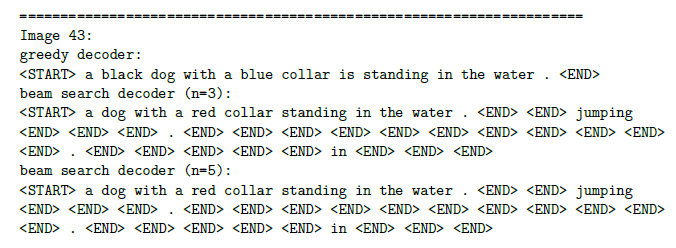 ======================================================================
Image 43:
greedy decoder:
<START> a black dog with a blue collar is standing in the water . <END>
beam search decoder (n=3):
<START> a dog with a red collar standing in the water . <END> <END> jumping
<END> <END> <END> . <END> <END> <END> <END> <END> <END> <END> <END> <END> <END>
<END> . <END> <END> <END> <END> <END> in <END> <END> <END>
beam search decoder (n=5):
<START> a dog with a red collar standing in the water . <END> <END> jumping
<END> <END> <END> . <END> <END> <END> <END> <END> <END> <END> <END> <END> <END>
<END> . <END> <END> <END> <END> <END> in <END> <END> <END>